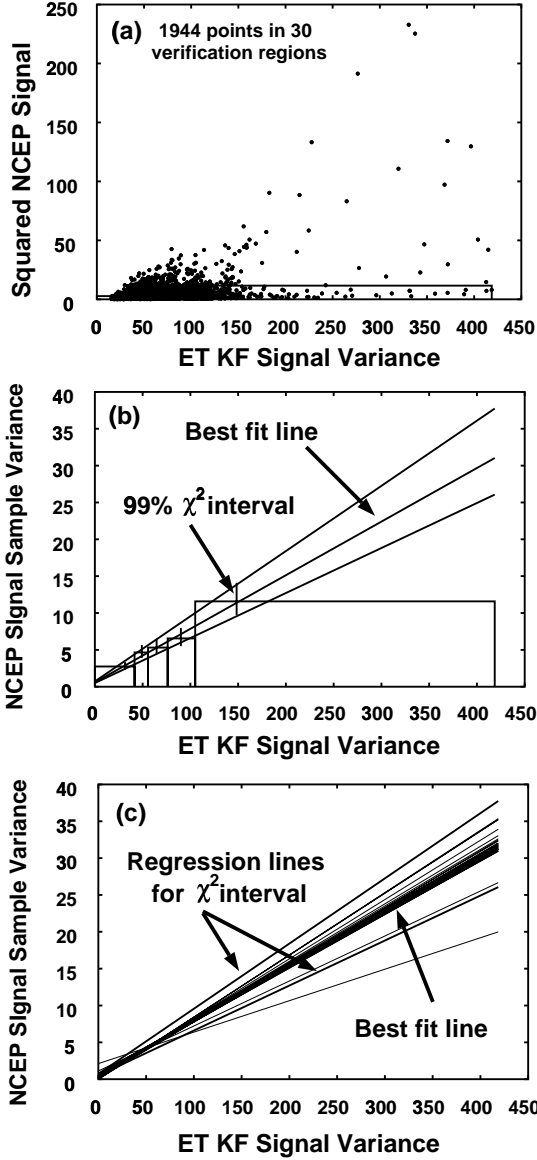 250
(a)
1944 points in 30
verification regions
200
150
100
50
0
Squared NCEP Signal
0 50 100 150 200 250 300 350 400 450
ET KF Signal Variance
40
(b)
35
Best fit line
30
25
99% χ² interval
20
15
10
5
0
NCEP SIgnal Sample Variance
0 50 100 150 200 250 300 350 400 450
ET KF Signal Variance
40
(c)
35
Regression lines
for χ² interval
30
25
20
15
10
Best fit line
5
0
NCEP SIgnal Sample Variance
0 50 100 150 200 250 300 350 400 450
ET KF Signal Variance